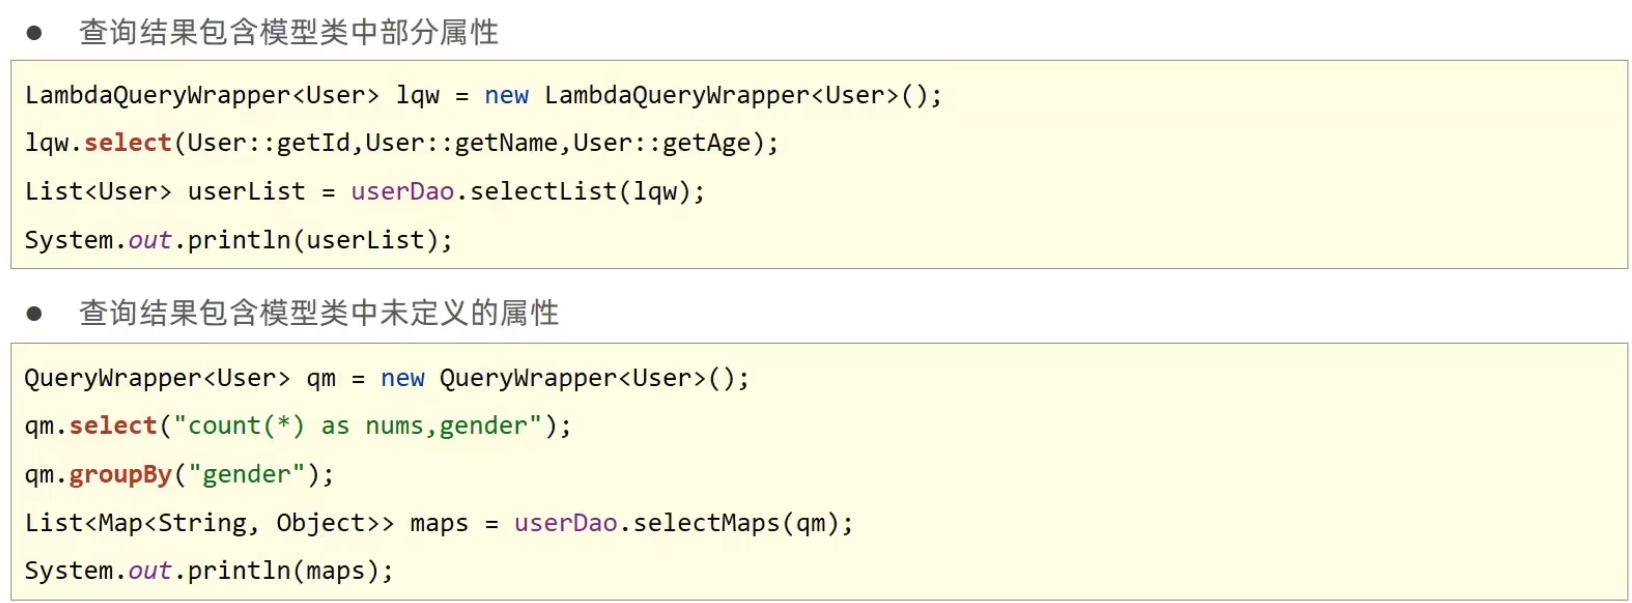 ● 查询结果包含模型类中部分属性
LambdaQueryWrapper<User> lqw = new LambdaQueryWrapper<User>();
lqw.select(User::getId,User::getName,User::getAge);
List<User> userList = userDao.selectList(lqw);
System.out.println(userList);
● 查询结果包含模型类中未定义的属性
QueryWrapper<User> qm = new QueryWrapper<User>();
qm.select("count(*) as nums,gender");
qm.groupBy("gender");
List<Map<String, Object>> maps = userDao.selectMaps(qm);
System.out.println(maps);